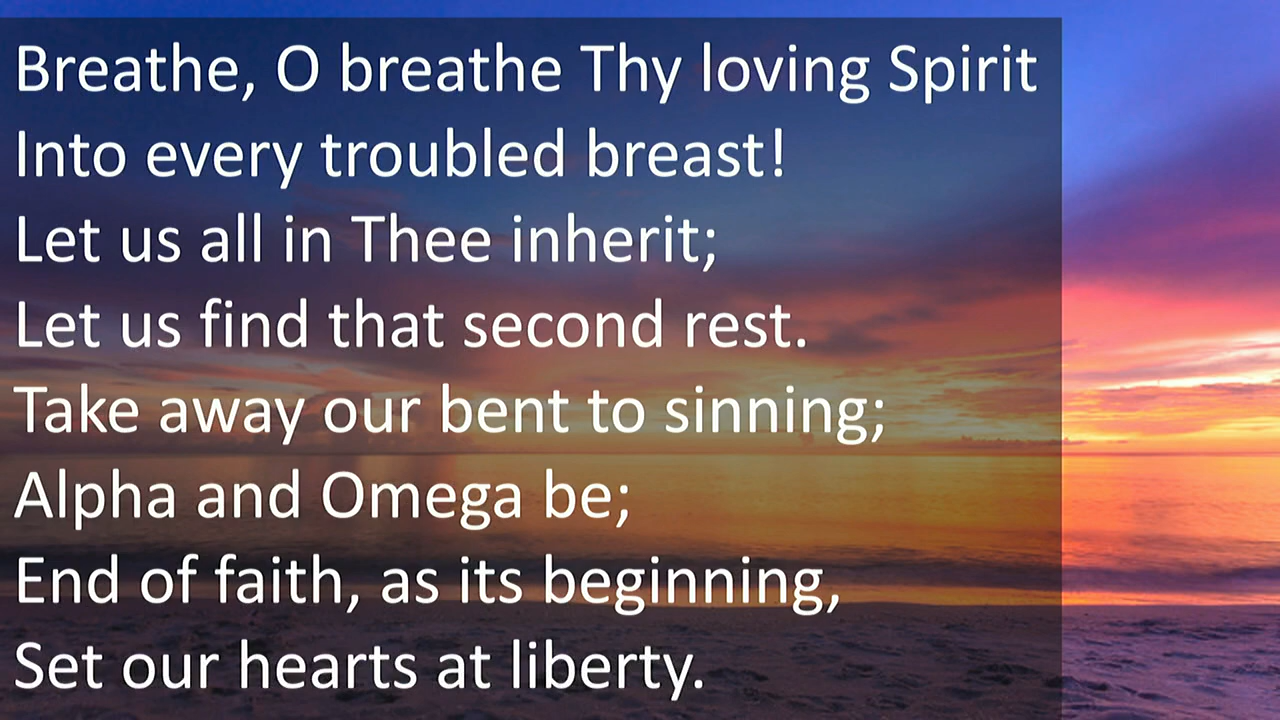 Breathe, O breathe Thy loving Spirit
Into every troubled breast!
Let us all in Thee inherit;
Let us find that second rest.
Take away our bent to sinning;
Alpha and Omega be;
End of faith, as its beginning,
Set our hearts at liberty.